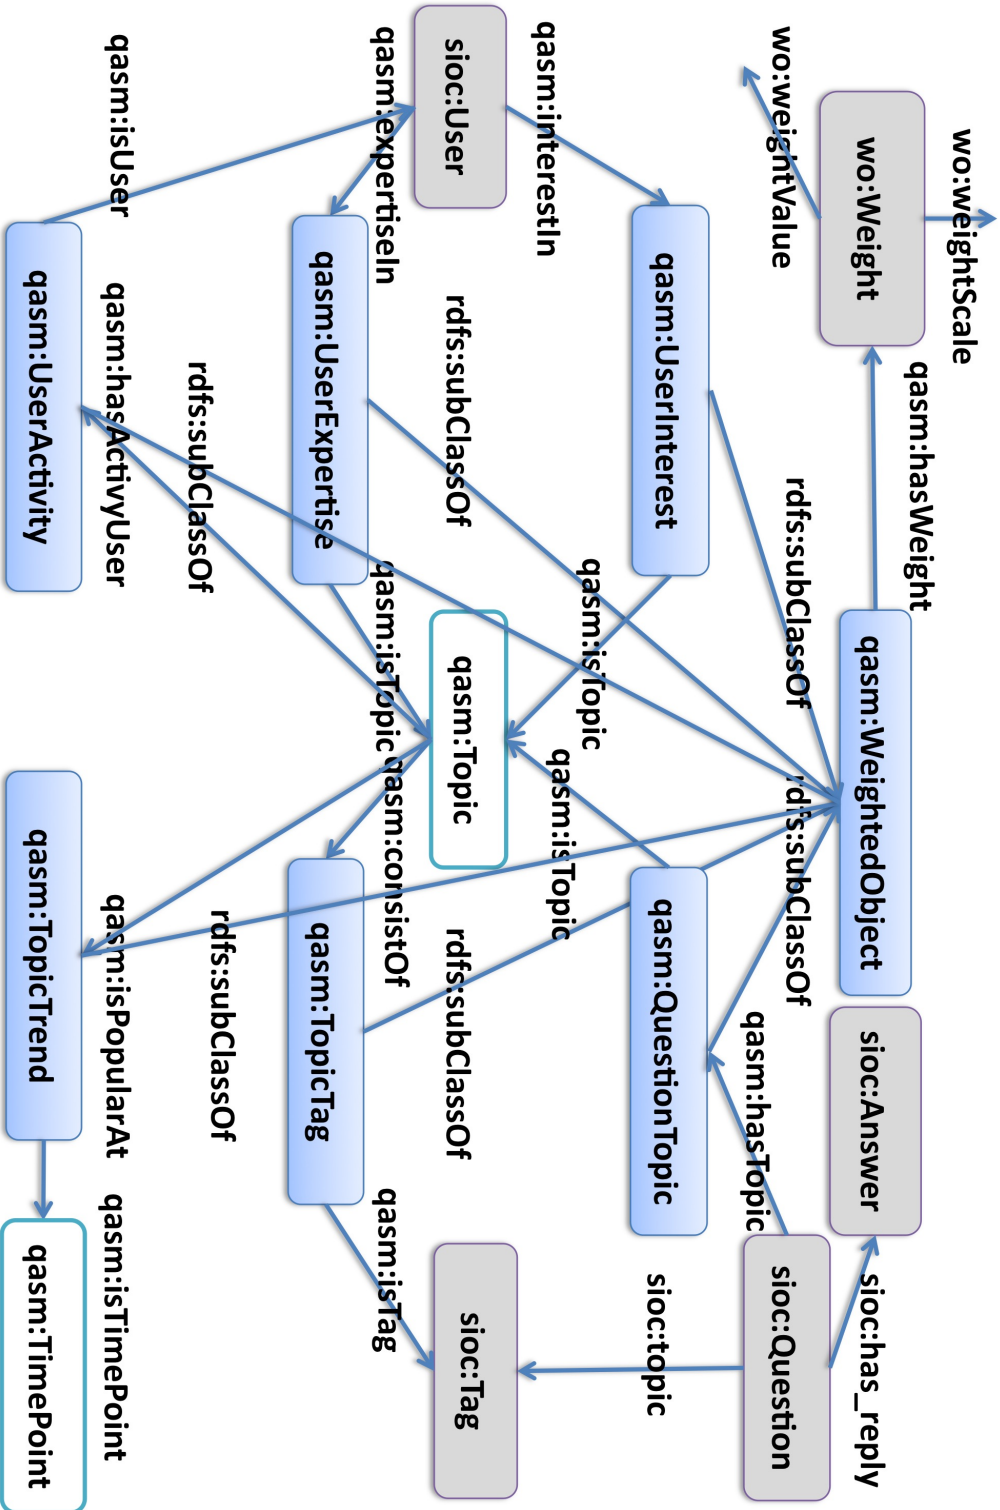 wo:weightScale
qasm:hasWeight
wo:Weight
qasm:WeightedObject
sioc:Answer
sioc:has_reply
wo:weightValue
rdfs:subClassOf
rdfs:subClassOf
qasm:hasTopic
sioc:Question
qasm:UserInterest
qasm:QuestionTopic
sioc:topic
qasm:interestIn
qasm:isTopic
qasm:isTopic
sioc:User
rdfs:subClassOf
qasm:Topic
rdfs:subClassOf
sioc:Tag
qasm:expertiseIn
qasm:isTopic
qasm:consistOf
qasm:isTag
qasm:UserExpertise
qasm:TopicTag
rdfs:subClassOf
rdfs:subClassOf
qasm:isUser
qasm:hasActivyUser
qasm:isPopularAt
qasm:isTimePoint
qasm:UserActivity
qasm:TopicTrend
qasm:TimePoint